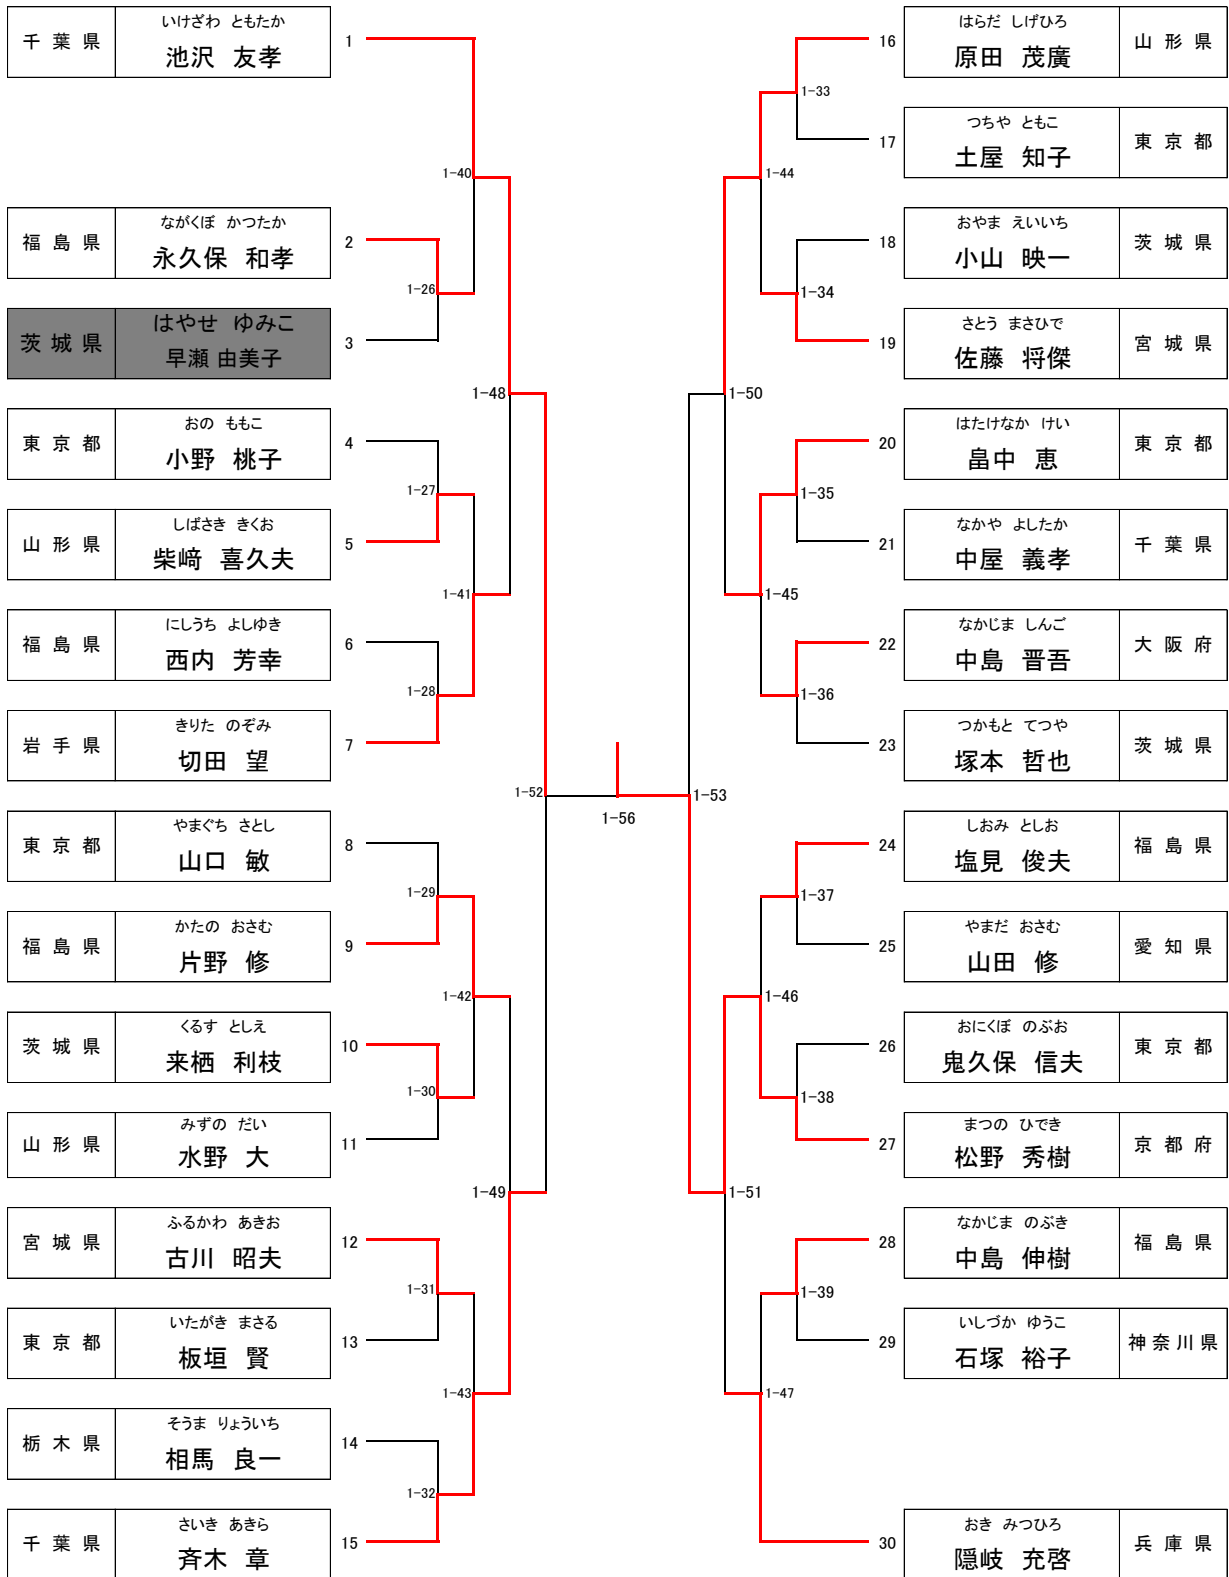 千葉県
いけざわ ともたか
池沢 友孝
1
1-40
福島県
ながくぼ かつたか
永久保 和孝
2
1-26
茨城県
はやせ ゆみこ
早瀬 由美子
3
1-48
東京都
おの ももこ
小野 桃子
4
1-27
山形県
しばさき きくお
柴﨑 喜久夫
5
1-41
福島県
にしうち よしゆき
西内 芳幸
6
1-28
岩手県
きりた のぞみ
切田 望
7
1-52
東京都
やまぐち さとし
山口 敏
8
1-29
福島県
かたの おさむ
片野 修
9
1-42
茨城県
くるす としえ
来栖 利枝
10
1-30
山形県
みずの だい
水野 大
11
1-49
宮城県
ふるかわ あきお
古川 昭夫
12
1-31
東京都
いたがき まさる
板垣 賢
13
1-43
栃木県
そうま りょういち
相馬 良一
14
1-32
千葉県
さいき あきら
斉木 章
15
1-56
16
はらだ しげひろ
原田 茂廣
山形県
1-33
17
つちや ともこ
土屋 知子
東京都
1-44
18
おやま えいいち
小山 映一
茨城県
1-34
19
さとう まさひで
佐藤 将傑
宮城県
1-50
20
はたけなか けい
畠中 恵
東京都
1-35
21
なかや よしたか
中屋 義孝
千葉県
1-45
22
なかじま しんご
中島 晋吾
大阪府
1-36
23
つかもと てつや
塚本 哲也
茨城県
1-53
24
しおみ としお
塩見 俊夫
福島県
1-37
25
やまだ おさむ
山田 修
愛知県
1-46
26
おにくぼ のぶお
鬼久保 信夫
東京都
1-38
27
まつの ひでき
松野 秀樹
京都府
1-51
28
なかじま のぶき
中島 伸樹
福島県
1-39
29
いしづか ゆうこ
石塚 裕子
神奈川県
1-47
30
おき みつひろ
隠岐 充啓
兵庫県